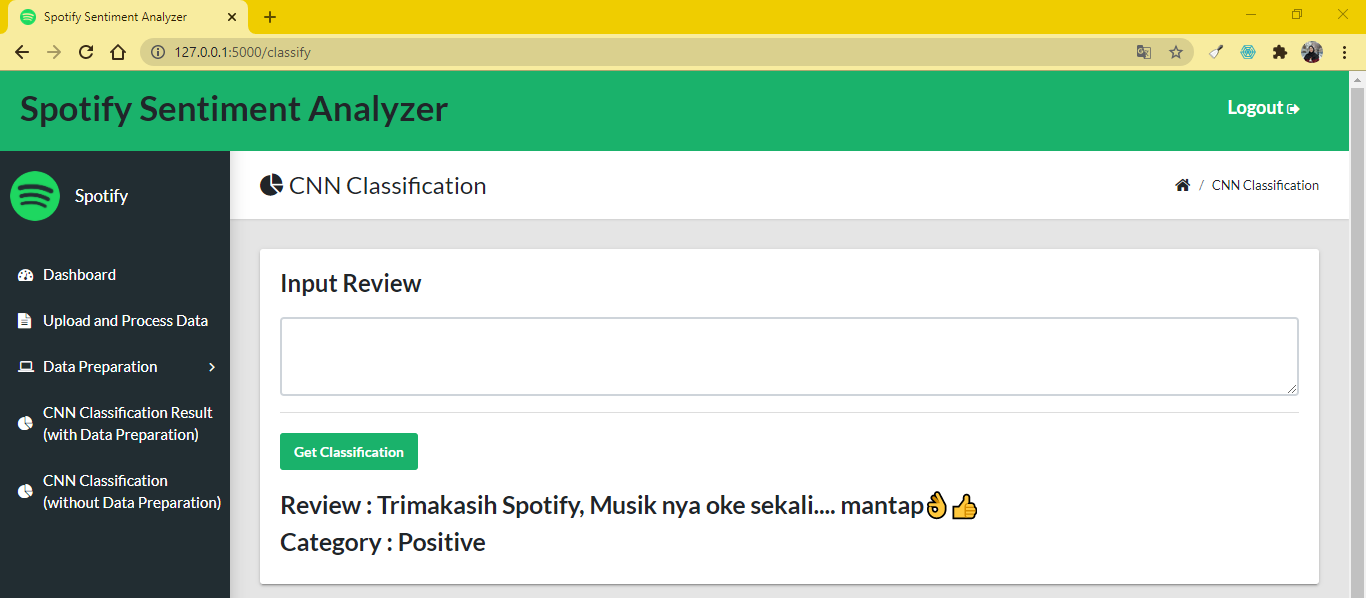 Spotify Sentiment Analyzer
127.0.0.1:5000/classify
Spotify Sentiment Analyzer
Logout
Spotify
CNN Classification
/ CNN Classification
Dashboard
Upload and Process Data
Data Preparation
CNN Classification Result
(with Data Preparation)
CNN Classification
(without Data Preparation)
Input Review
Get Classification
Review : Trimakasih Spotify, Musik nya oke sekali.... mantap👌👍
Category : Positive